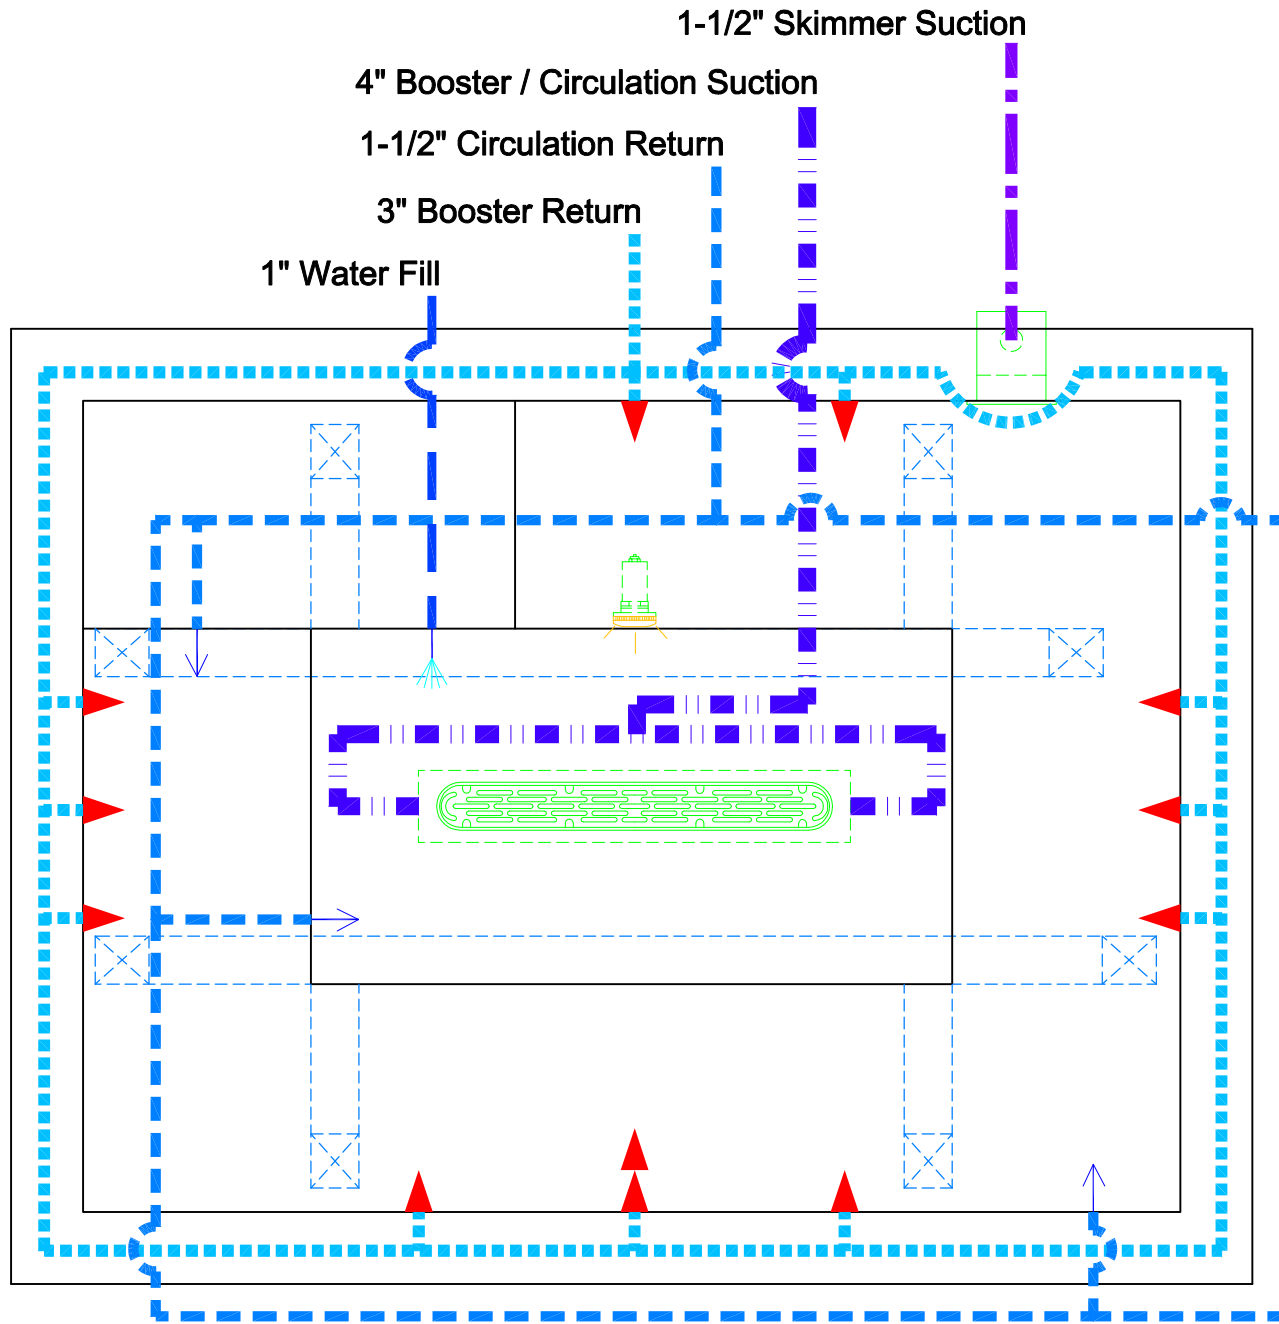 1-1/2" Skimmer Suction
4" Booster / Circulation Suction
1-1/2" Circulation Return
3" Booster Return
1" Water Fill